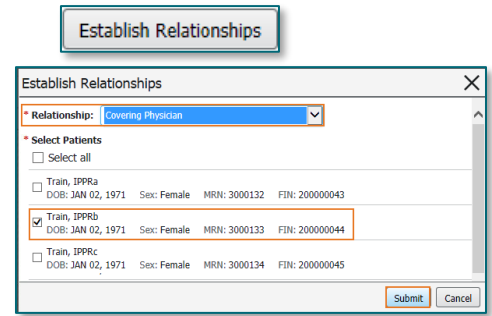 Establish Relationships
Establish Relationships
* Relationship: Covering Physician
* Select Patients
Select all
Train, IPPRa
DOB: JAN 02, 1971 Sex: Female MRN: 3000132 FIN: 200000043
Train, IPPRb
DOB: JAN 02, 1971 Sex: Female MRN: 3000133 FIN: 200000044
Train, IPPRc
DOB: JAN 02, 1971 Sex: Female MRN: 3000134 FIN: 200000045
Submit Cancel